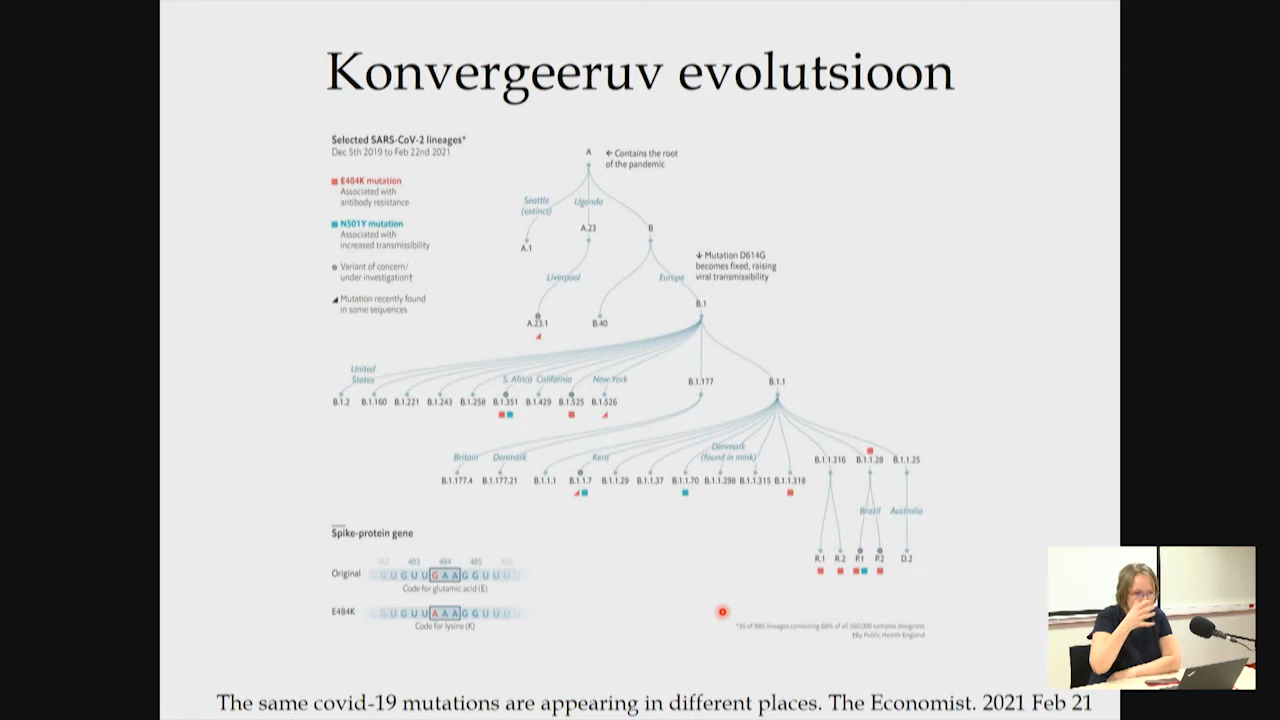 Konvergeeruv evolutsioon
Selected SARS-CoV-2 lineages*
Dec 5th 2019 to Feb 22nd 2021
E484K mutation
Associated with
antibody resistance
N501Y mutation
Associated with
increased transmissibility
Variant of concern/
under investigation†
Mutation recently found
in some sequences
A
← Contains the root
of the pandemic
Seattle
(extinct)
Uganda
A.1
A.23
B
↓ Mutation D614G
becomes fixed, raising
viral transmissibility
Liverpool
Europe
B.1
A.23.1
B.40
United
States
S. Africa California New York
B.1.177
B.1.1
B.1.2 B.1.160 B.1.221 B.1.243 B.1.258 B.1.351 B.1.429 B.1.525 B.1.526
Britain Denmark Kent
Denmark
(found in mink)
B.1.1.316 B.1.1.28 B.1.1.25
B.1.177.4 B.1.177.21 B.1.1.1 B.1.1.7 B.1.1.29 B.1.1.37 B.1.1.70 B.1.1.298 B.1.1.315 B.1.1.318
Brazil Australia
R.1 R.2 P.1 P.2 D.2
Spike-protein gene
483 484 485
Original G U G U U G A A G G U U U
Code for glutamic acid (E)
E484K G U G U U A A A G G U U U
Code for lysine (K)
*36 of 860 lineages containing 68% of all 260,000 samples designate
†By Public Health England
The same covid-19 mutations are appearing in different places. The Economist. 2021 Feb 21